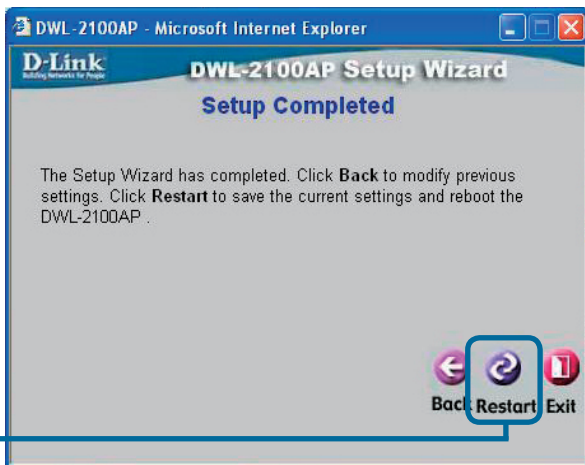 DWL-2100AP - Microsoft Internet Explorer
D-Link
Building Networks for People
DWL-2100AP Setup Wizard
Setup Completed
The Setup Wizard has completed. Click Back to modify previous
settings. Click Restart to save the current settings and reboot the
DWL-2100AP .
Back Restart Exit